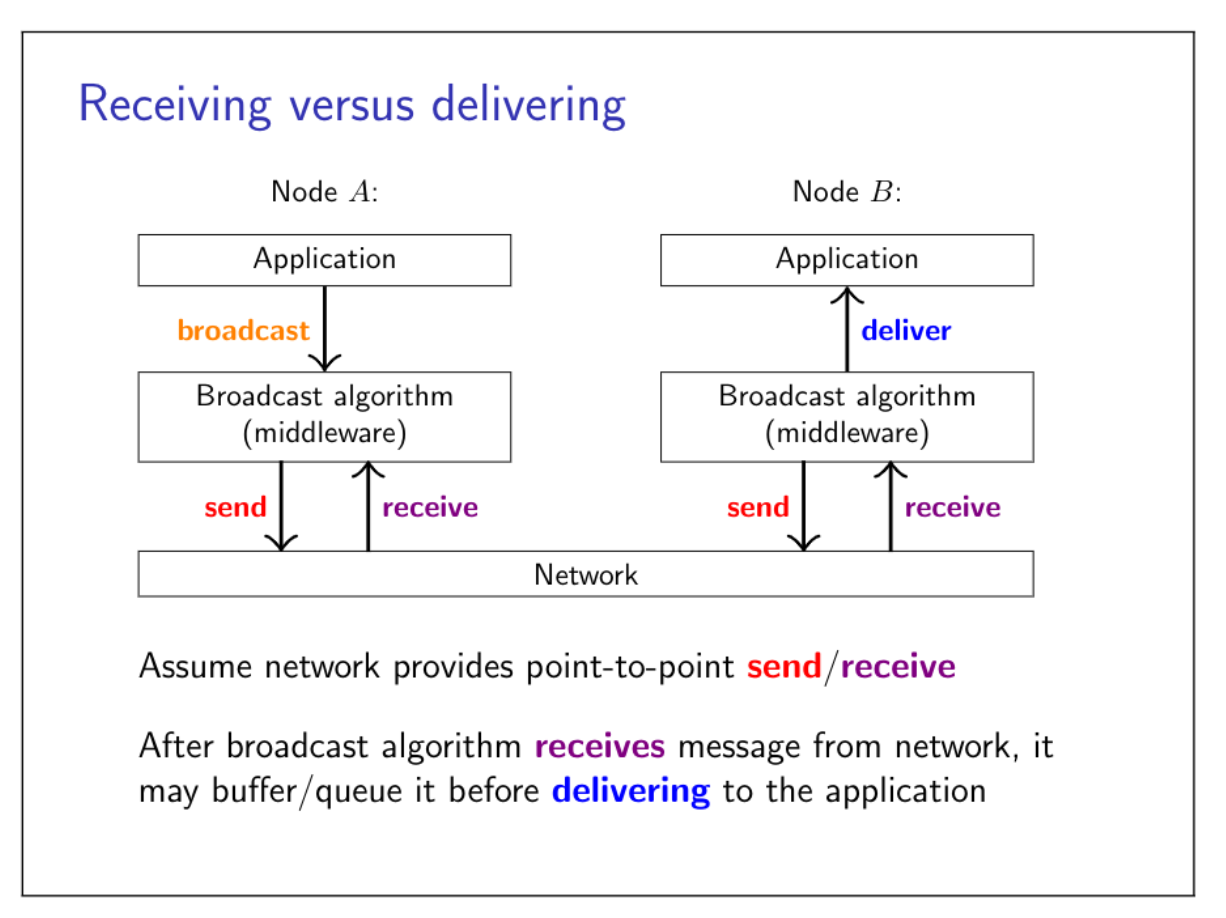 Receiving versus delivering
Node A:
Node B:
Application
Application
broadcast
deliver
Broadcast algorithm
(middleware)
Broadcast algorithm
(middleware)
send
receive
send
receive
Network
Assume network provides point-to-point send/receive
After broadcast algorithm receives message from network, it
may buffer/queue it before delivering to the application